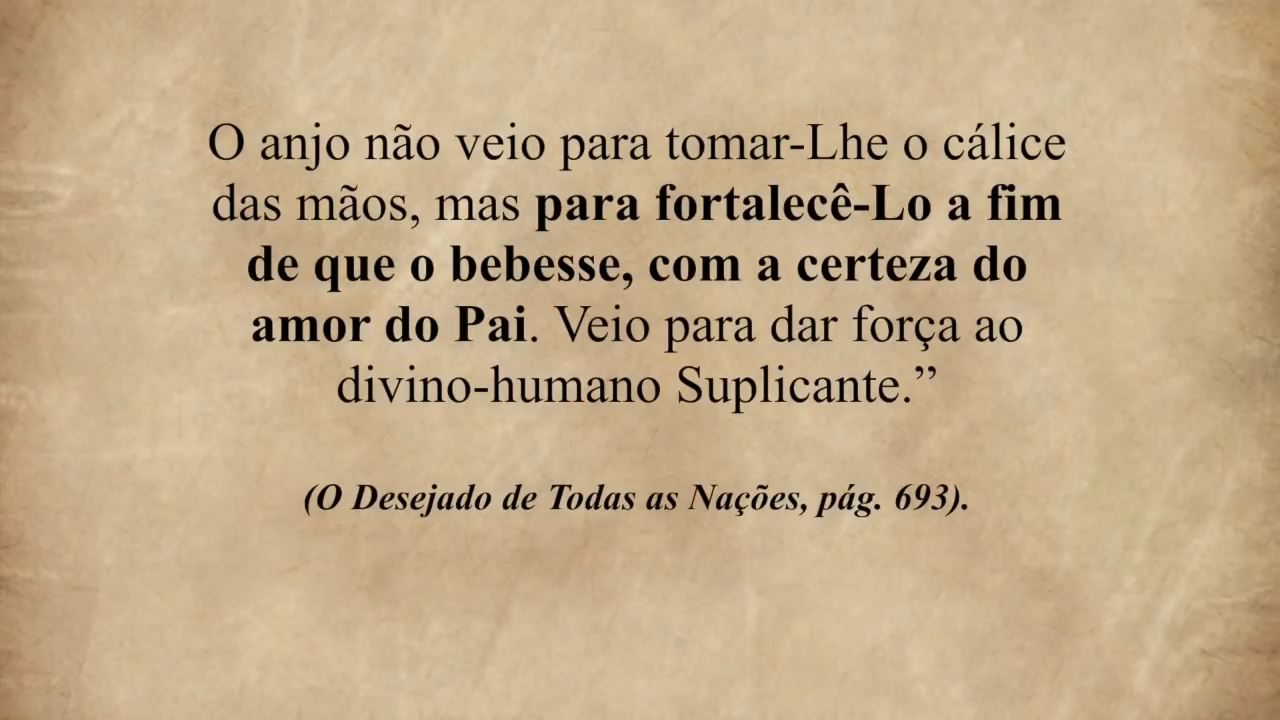 O anjo não veio para tomar-Lhe o cálice
das mãos, mas para fortalecê-Lo a fim
de que o bebesse, com a certeza do
amor do Pai. Veio para dar força ao
divino-humano Suplicante.”
(O Desejado de Todas as Nações, pág. 693).